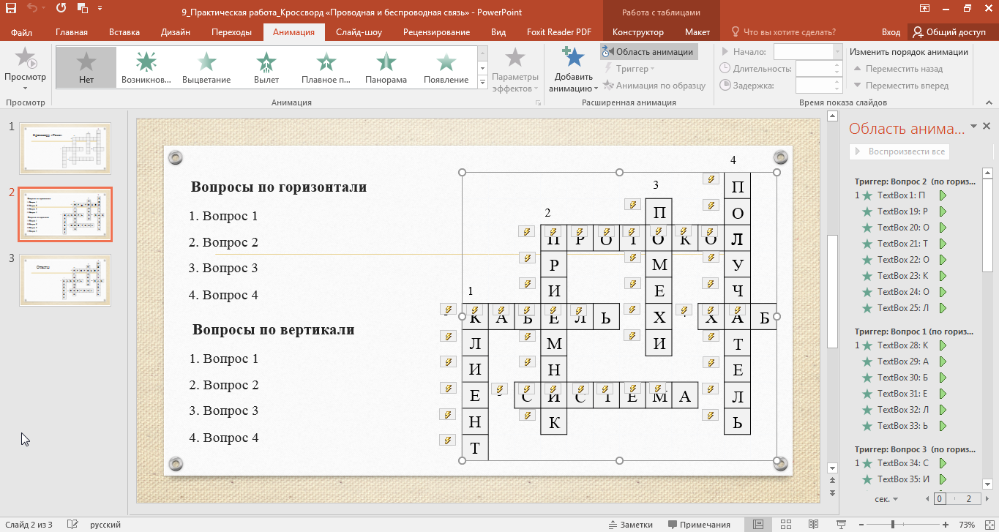 9_Практическая работа_Кроссворд «Проводная и беспроводная связь» - PowerPoint
Работа с таблицами
Файл
Главная
Вставка
Дизайн
Переходы
Анимация
Слайд-шоу
Рецензирование
Вид
Foxit Reader PDF
Конструктор
Макет
Что вы хотите сделать?
Вход
Общий доступ
Просмотр
Нет
Возникнов...
Выцветание
Вылет
Плавное п...
Панорама
Появление
Параметры
эффектов
Добавить
анимацию
Область анимации
Триггер
Анимация по образцу
Начало:
Длительность:
Задержка:
Изменить порядок анимации
Переместить назад
Переместить вперед
Просмотр
Анимация
Расширенная анимация
Время показа слайдов
1
2
3
Ответы
Вопросы по горизонтали
1. Вопрос 1
2. Вопрос 2
3. Вопрос 3
4. Вопрос 4
Вопросы по вертикали
1. Вопрос 1
2. Вопрос 2
3. Вопрос 3
4. Вопрос 4
4
3
2
1
П
П О
П Р О Т О К О Л
Р М У
И Е Ч
К А Б Е Л Ь Х Х А Б
Л М И Т
И Н Е
Е С И С Т Е М А Л
Н К Ь
Т
Область анима...
Воспроизвести все
Триггер: Вопрос 2 (по гориз...
1 TextBox 1: П
TextBox 19: Р
TextBox 20: О
TextBox 21: Т
TextBox 22: О
TextBox 23: К
TextBox 24: О
TextBox 25: Л
Триггер: Вопрос 1 (по гориз...
1 TextBox 28: К
TextBox 29: А
TextBox 30: Б
TextBox 31: Е
TextBox 32: Л
TextBox 33: Ь
Триггер: Вопрос 3 (по гориз...
1 TextBox 34: С
TextBox 35: И
сек.
0
2
Слайд 2 из 3
русский
Заметки
Примечания
73%